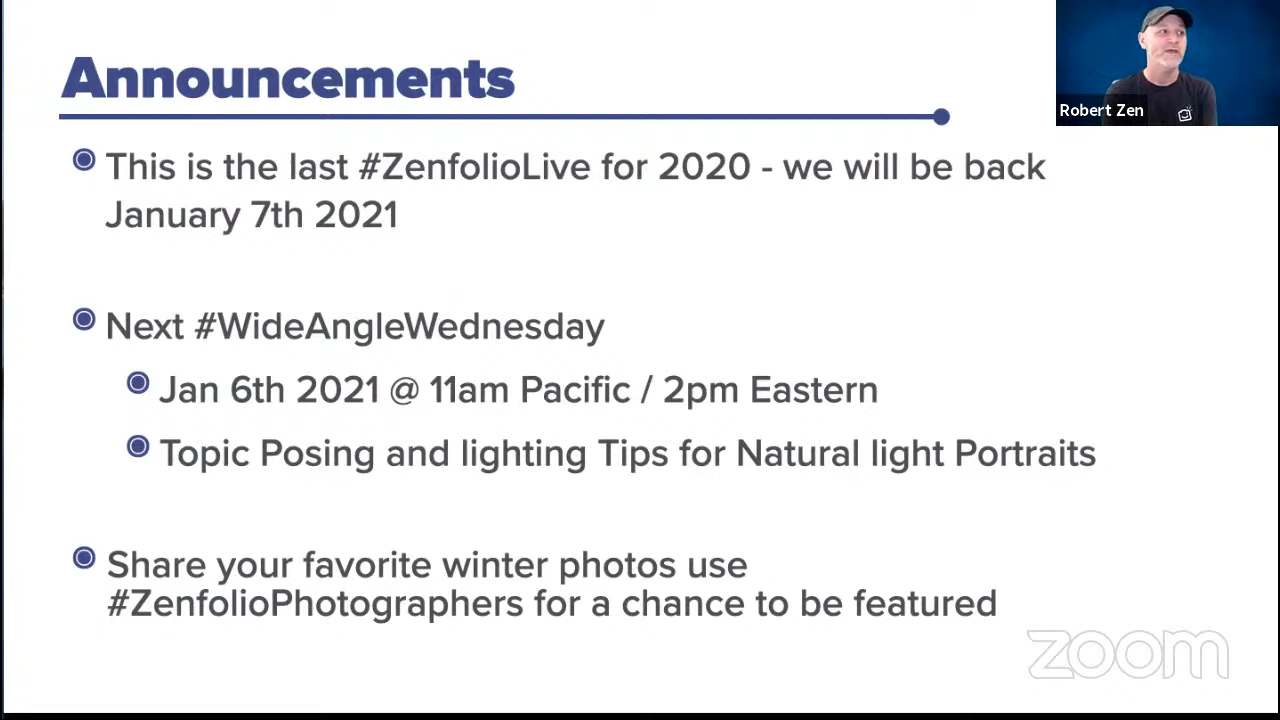 Announcements
Robert Zen
This is the last #ZenfolioLive for 2020 - we will be back
January 7th 2021
Next #WideAngleWednesday
Jan 6th 2021 @ 11am Pacific / 2pm Eastern
Topic Posing and lighting Tips for Natural light Portraits
Share your favorite winter photos use
#ZenfolioPhotographers for a chance to be featured
zoom